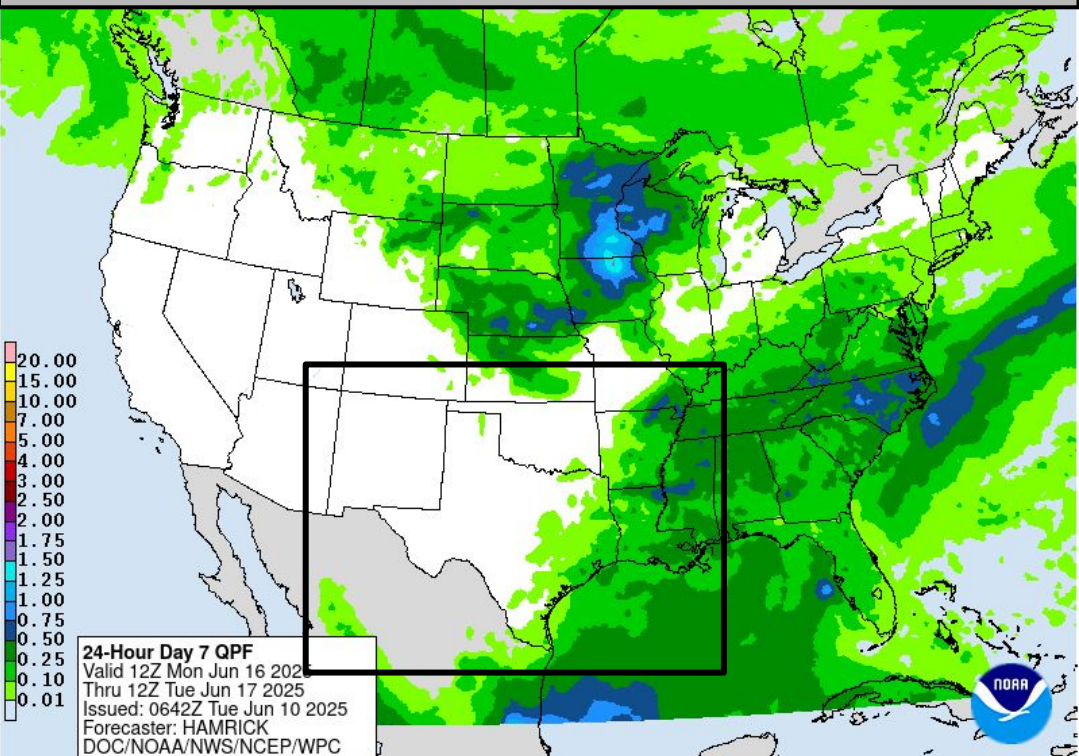 20.00
15.00
10.00
7.00
5.00
4.00
3.00
2.50
2.00
1.75
1.50
1.25
1.00
0.75
0.50
0.25
0.10
0.01
24-Hour Day 7 QPF
Valid 12Z Mon Jun 16 2025
Thru 12Z Tue Jun 17 2025
Issued: 0642Z Tue Jun 10 2025
Forecaster: HAMRICK
DOC/NOAA/NWS/NCEP/WPC
NOAA